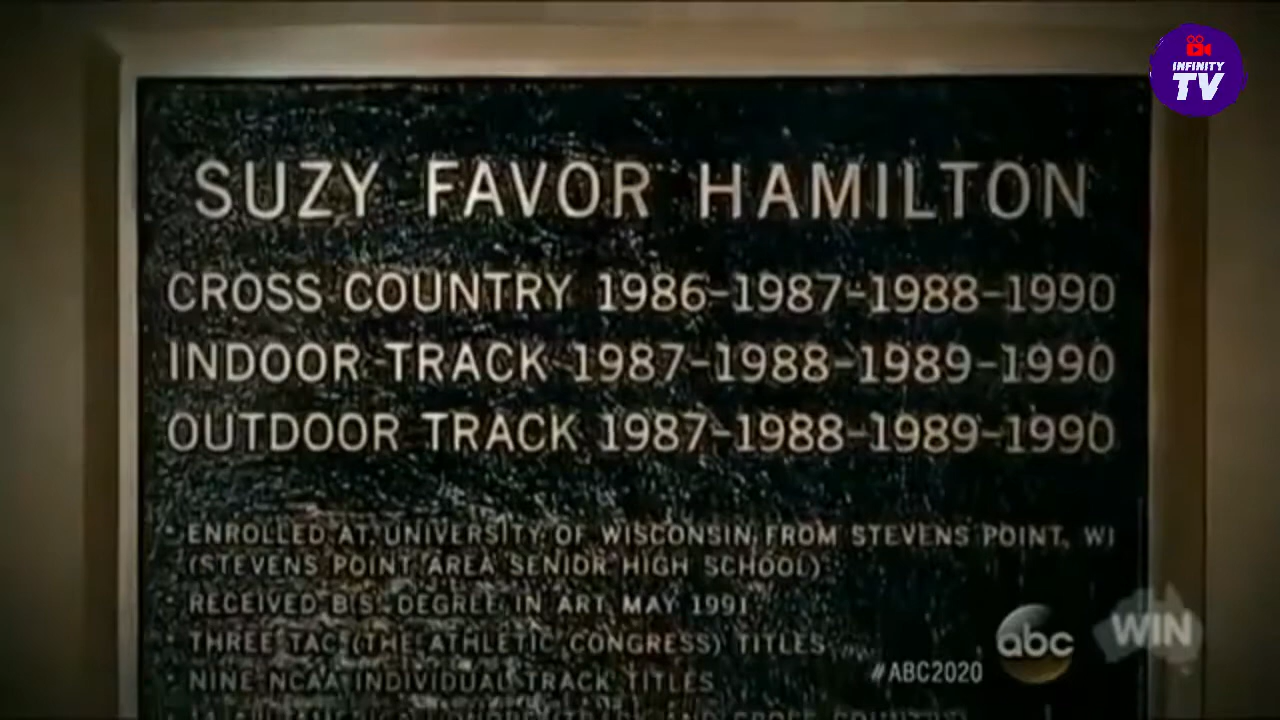 INFINITY
TV
SUZY FAVOR HAMILTON
CROSS COUNTRY 1986-1987-1988-1990
INDOOR TRACK 1987-1988-1989-1990
OUTDOOR TRACK 1987-1988-1989-1990
ENROLLED AT UNIVERSITY OF WISCONSIN FROM STEVENS POINT, WI
(STEVENS POINT AREA SENIOR HIGH SCHOOL)
RECEIVED B.S. DEGREE IN ART, MAY 1991
THREE TAC (THE ATHLETIC CONGRESS) TITLES
NINE NCAA INDIVIDUAL TRACK TITLES
abc
WIN
#ABC2020